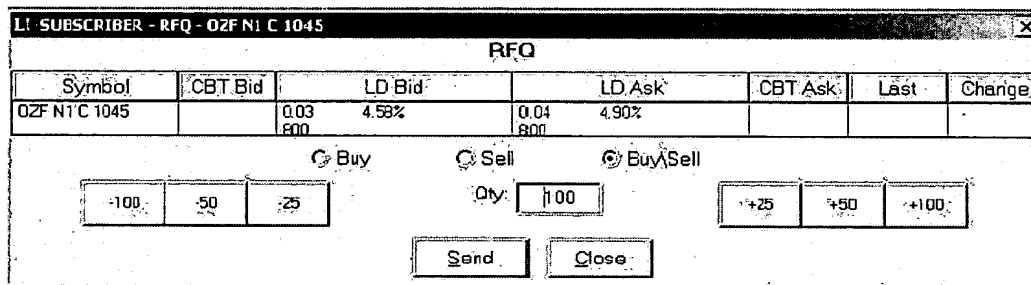 L! SUBSCRIBER - RFQ - OZF N1 C 1045 X
RFQ
Symbol CBT Bid LD Bid LD Ask CBT Ask Last Change
OZF N1 C 1045 0.03 4.58% 0.04 4.90%
800 800
Buy Sell Buy\Sell
-100 -50 -25 Qty: 100 +25 +50 +100
Send Close